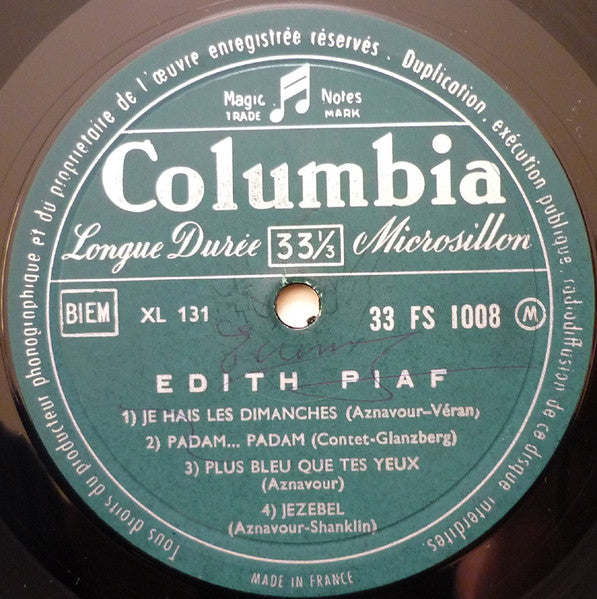 Tous droits du producteur phonographique et du propriétaire de l'œuvre enregistrée réservés. Duplication, exécution publique, radiodiffusion de ce disque interdites.
Magic Notes
TRADE MARK
Columbia
Longue Durée 33⅓ Microsillon
BIEM XL 131 33 FS 1008 M
EDITH PIAF
1) JE HAIS LES DIMANCHES (Aznavour-Véran)
2) PADAM... PADAM (Contet-Glanzberg)
3) PLUS BLEU QUE TES YEUX
(Aznavour)
4) JEZEBEL
(Aznavour-Shanklin)
MADE IN FRANCE